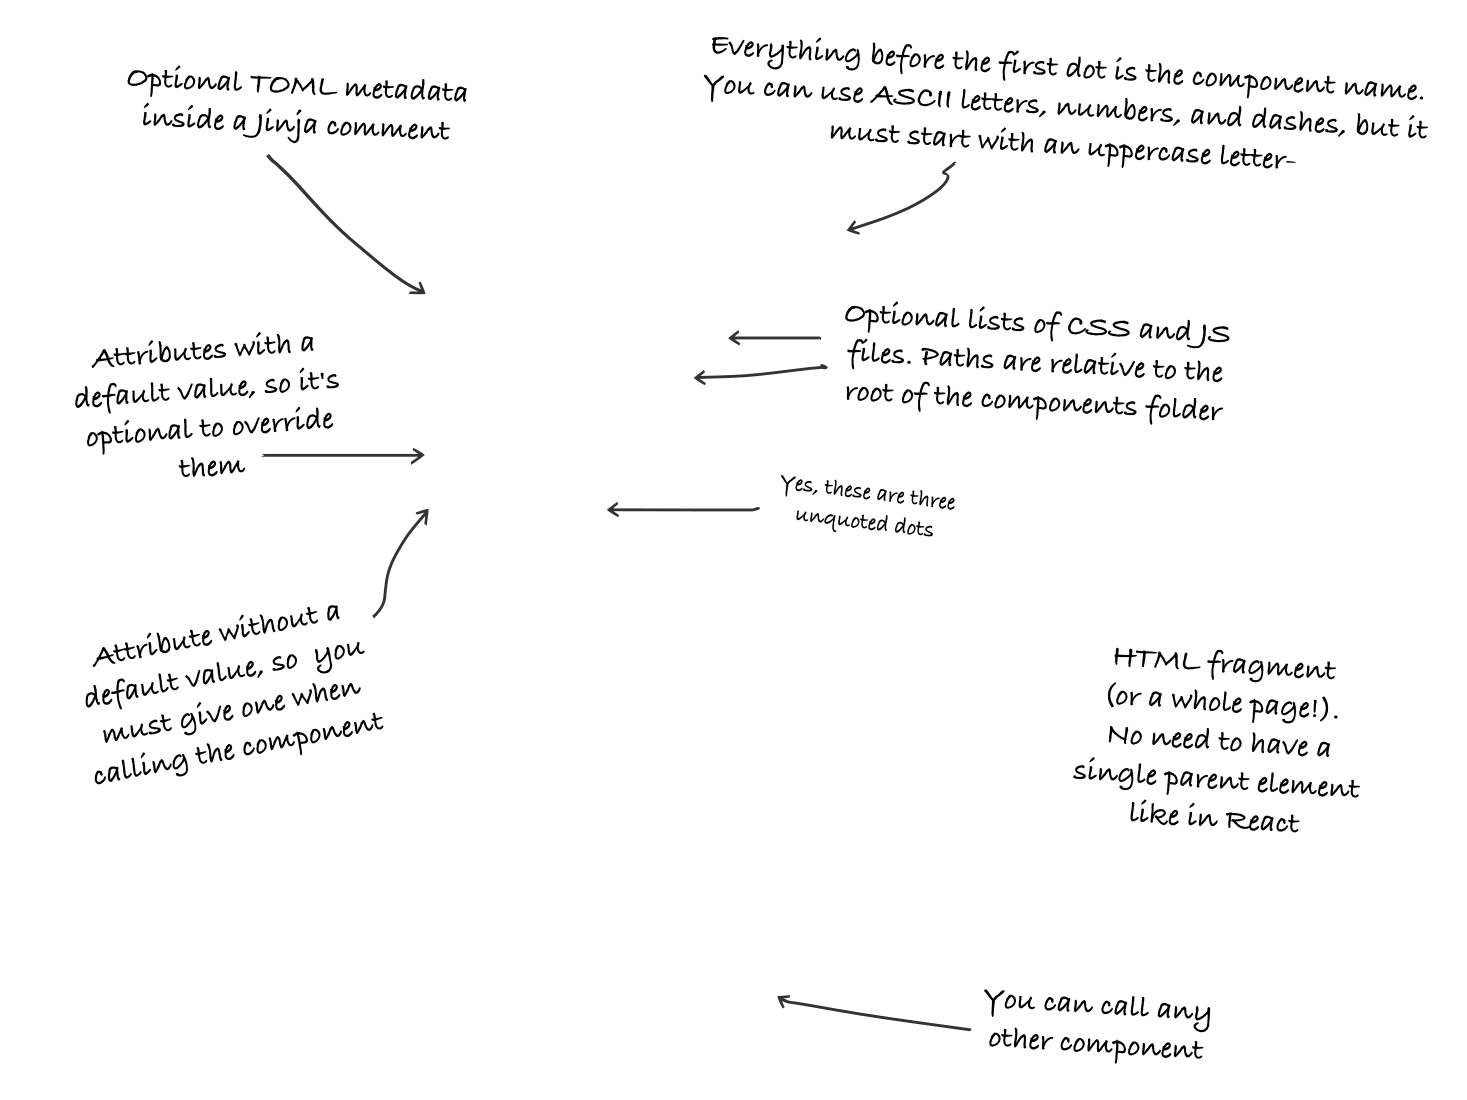 Optional TOML metadata
inside a Jinja comment
Everything before the first dot is the component name.
You can use ASCII letters, numbers, and dashes, but it
must start with an uppercase letter-
Attributes with a
default value, so it's
optional to override
them
Optional lists of CSS and JS
files. Paths are relative to the
root of the components folder
Yes, these are three
unquoted dots
Attribute without a
default value, so you
must give one when
calling the component
HTML fragment
(or a whole page!).
No need to have a
single parent element
like in React
You can call any
other component